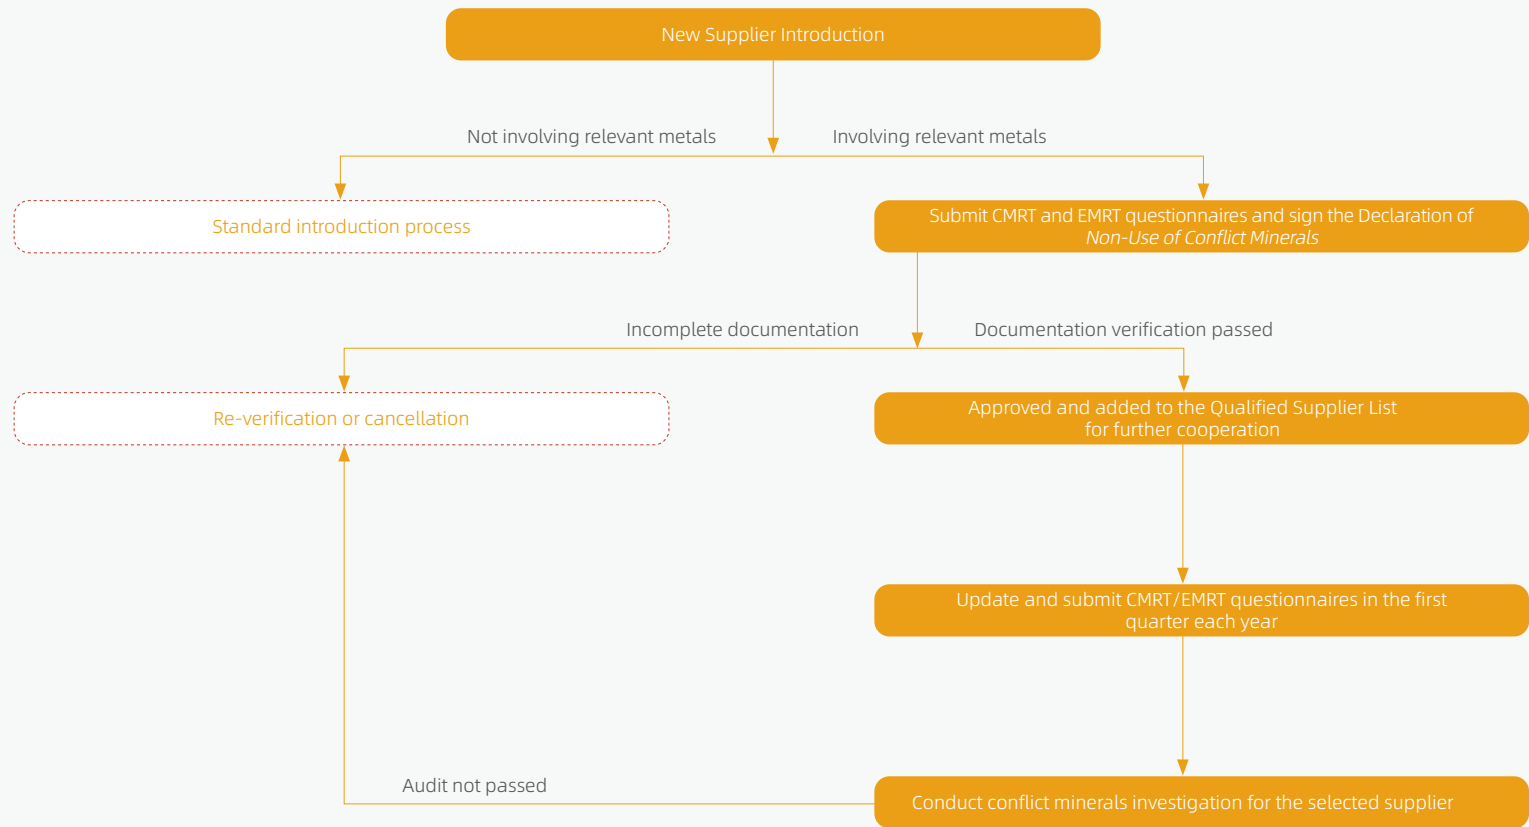 New Supplier Introduction
Not involving relevant metals
Involving relevant metals
Standard introduction process
Submit CMRT and EMRT questionnaires and sign the Declaration of
Non-Use of Conflict Minerals
Incomplete documentation
Documentation verification passed
Re-verification or cancellation
Approved and added to the Qualified Supplier List
for further cooperation
Update and submit CMRT/EMRT questionnaires in the first
quarter each year
Audit not passed
Conduct conflict minerals investigation for the selected supplier